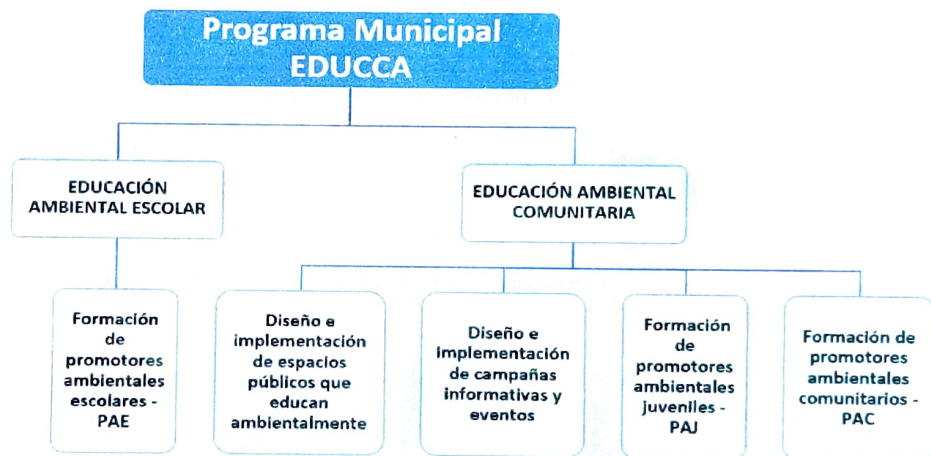 Programa Municipal
EDUCCA
EDUCACIÓN
AMBIENTAL ESCOLAR
EDUCACIÓN AMBIENTAL
COMUNITARIA
Formación
de
promotores
ambientales
escolares -
PAE
Diseño e
implementación
de espacios
públicos que
educan
ambientalmente
Diseño e
implementación
de campañas
informativas y
eventos
Formación
de
promotores
ambientales
juveniles -
PAJ
Formación de
promotores
ambientales
comunitarios -
PAC